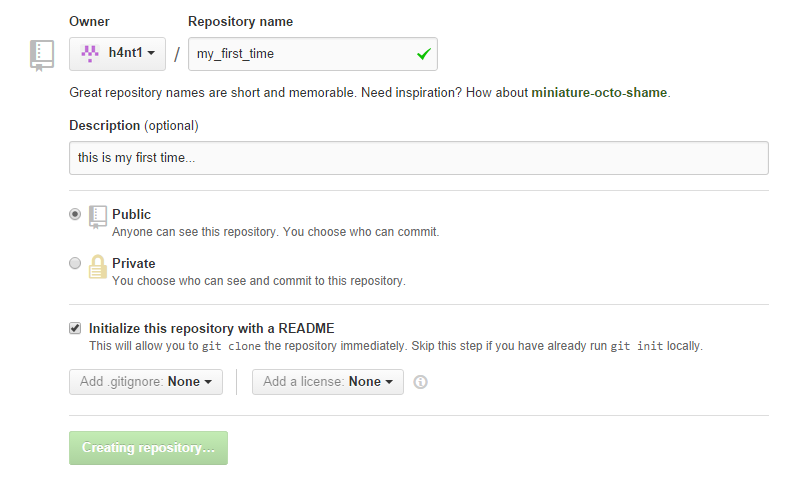 Owner Repository name
h4nt1 / my_first_time
Great repository names are short and memorable. Need inspiration? How about miniature-octo-shame.
Description (optional)
this is my first time...
Public
Anyone can see this repository. You choose who can commit.
Private
You choose who can see and commit to this repository.
Initialize this repository with a README
This will allow you to git clone the repository immediately. Skip this step if you have already run git init locally.
Add .gitignore: None Add a license: None
Creating repository…